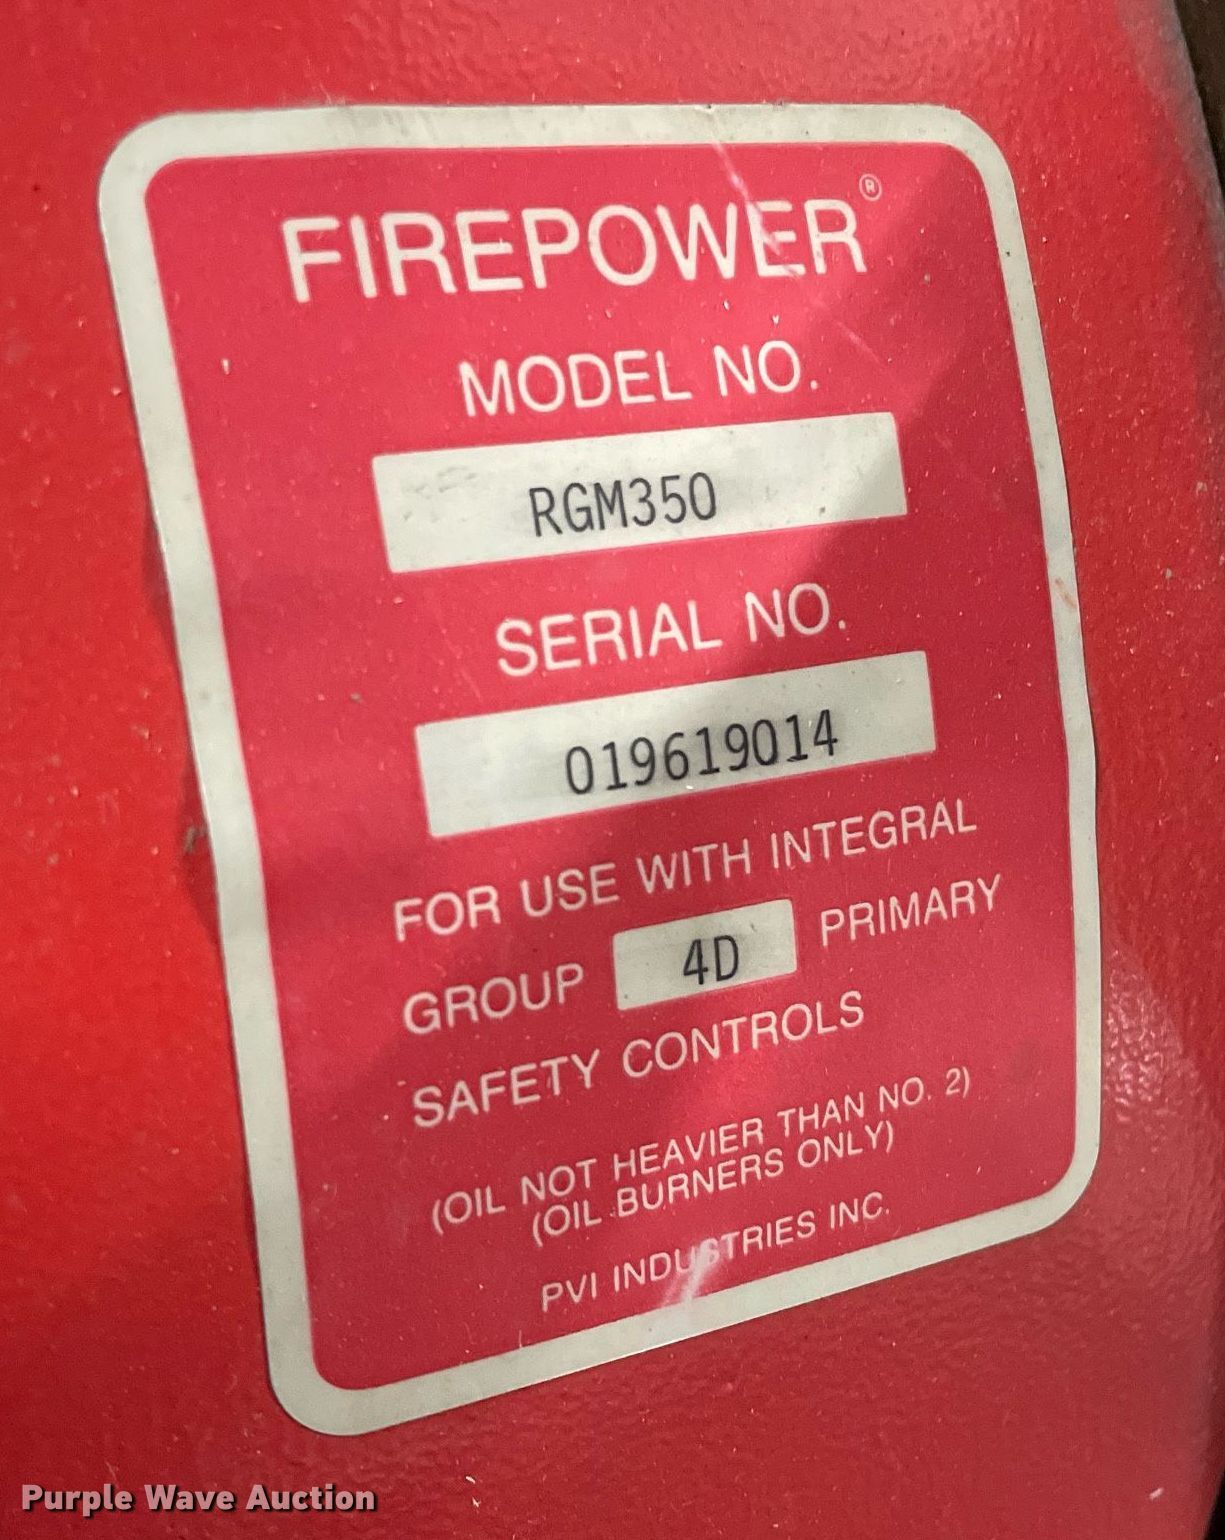 FIREPOWER®
MODEL NO.
RGM350
SERIAL NO.
019619014
FOR USE WITH INTEGRAL
GROUP 4D PRIMARY
SAFETY CONTROLS
(OIL NOT HEAVIER THAN NO. 2)
(OIL BURNERS ONLY)
PVI INDUSTRIES INC.
Purple Wave Auction